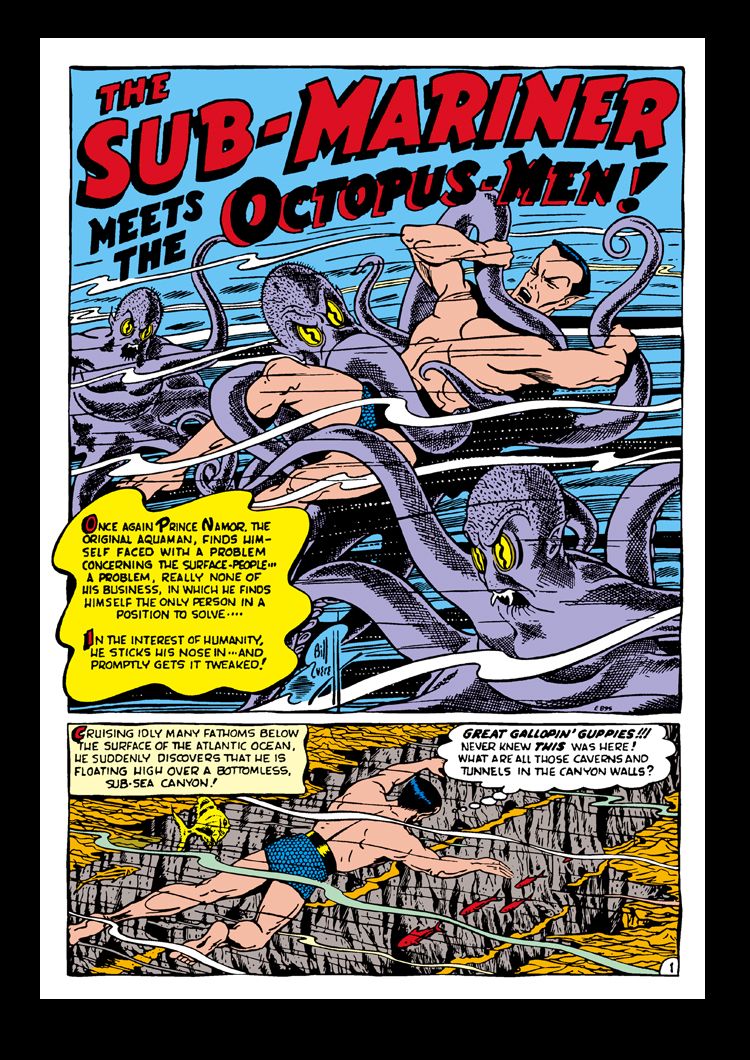 THE
SUB-MARINER
MEETS
THE
OCTOPUS-MEN!
ONCE AGAIN PRINCE NAMOR, THE
ORIGINAL AQUAMAN, FINDS HIM-
SELF FACED WITH A PROBLEM
CONCERNING THE SURFACE-PEOPLE...
A PROBLEM, REALLY NONE OF
HIS BUSINESS, IN WHICH HE FINDS
HIMSELF THE ONLY PERSON IN A
POSITION TO SOLVE....
IN THE INTEREST OF HUMANITY,
HE STICKS HIS NOSE IN...AND
PROMPTLY GETS IT TWEAKED!
Bill
CRUISING IDLY MANY FATHOMS BELOW
THE SURFACE OF THE ATLANTIC OCEAN,
HE SUDDENLY DISCOVERS THAT HE IS
FLOATING HIGH OVER A BOTTOMLESS,
SUB-SEA CANYON!
GREAT GALLOPIN' GUPPIES!!!
NEVER KNEW THIS WAS HERE!
WHAT ARE ALL THOSE CAVERNS AND
TUNNELS IN THE CANYON WALLS?
1